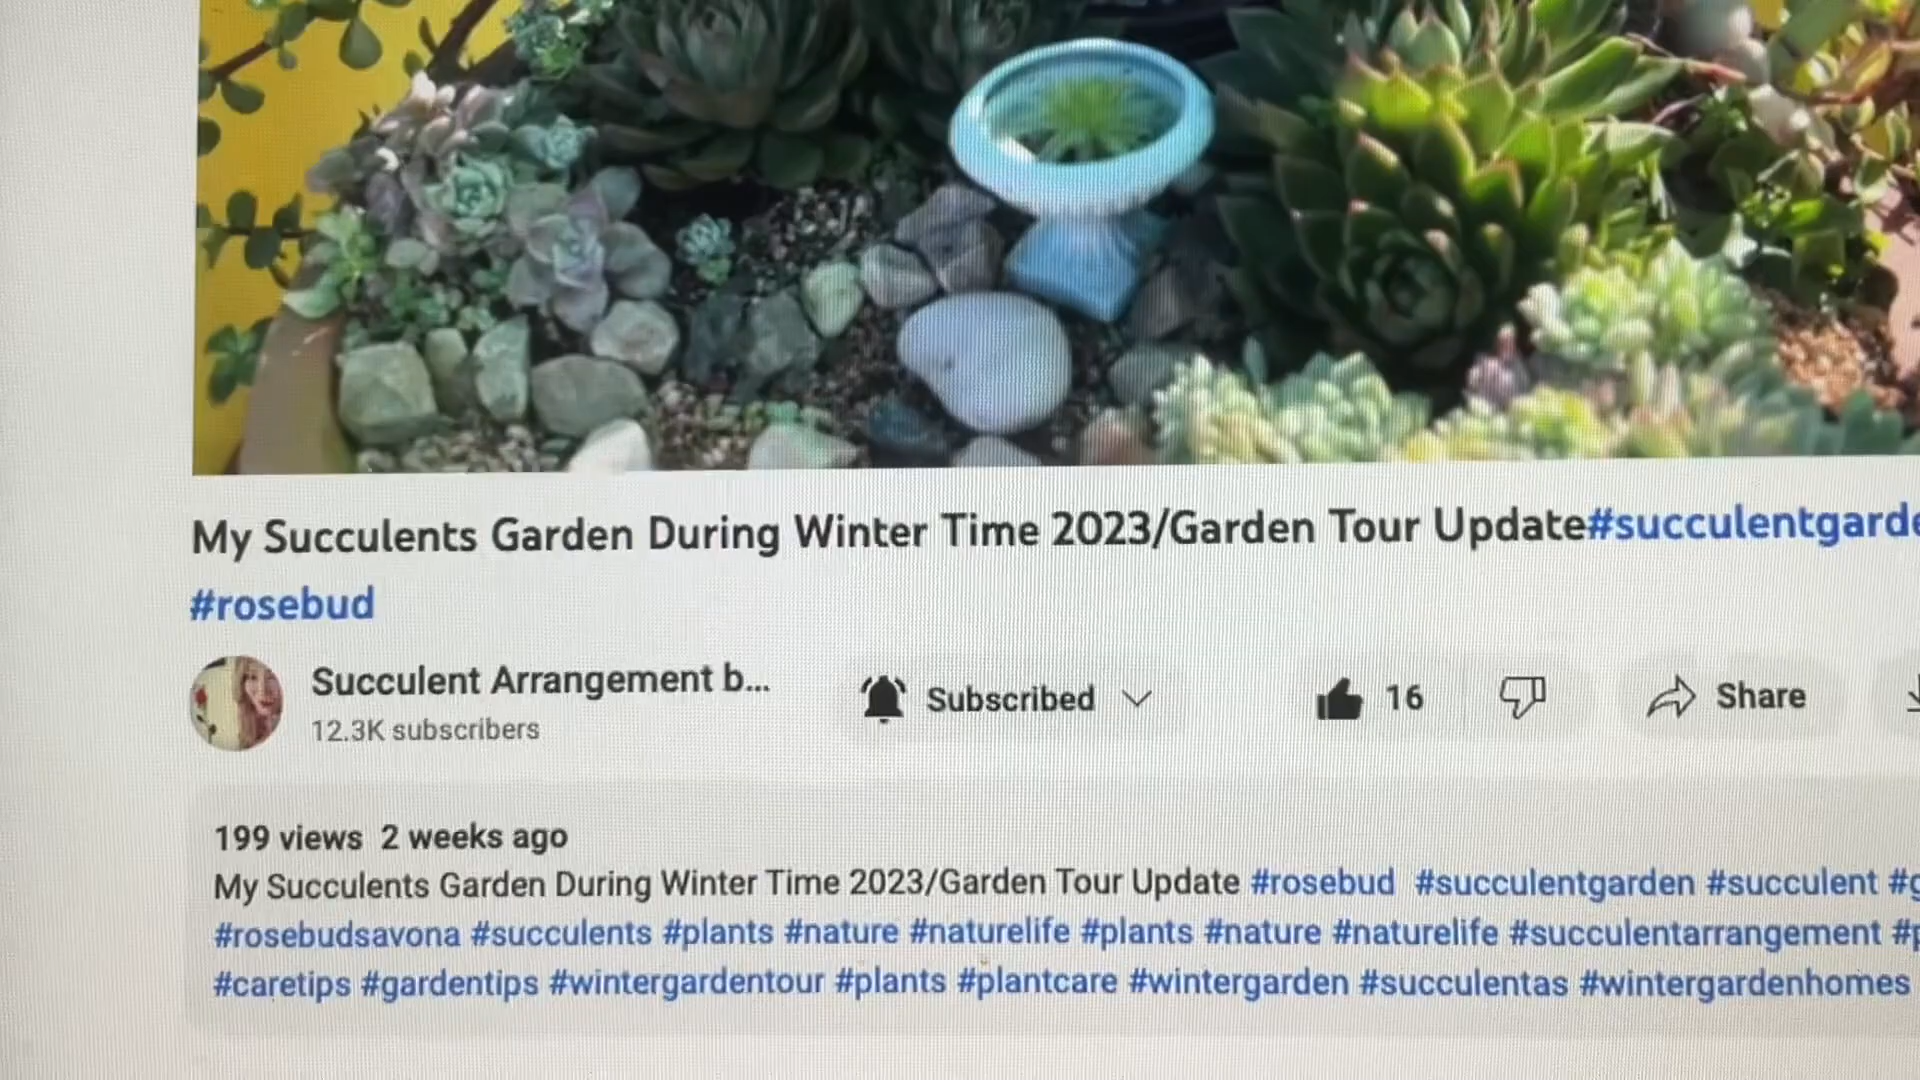 My Succulents Garden During Winter Time 2023/Garden Tour Update#succulentgarde
#rosebud
Succulent Arrangement b...
12.3K subscribers
Subscribed
16
Share
199 views 2 weeks ago
My Succulents Garden During Winter Time 2023/Garden Tour Update #rosebud #succulentgarden #succulent #g
#rosebudsavona #succulents #plants #nature #naturelife #plants #nature #naturelife #succulentarrangement #p
#caretips #gardentips #wintergardentour #plants #plantcare #wintergarden #succulentas #wintergardenhomes